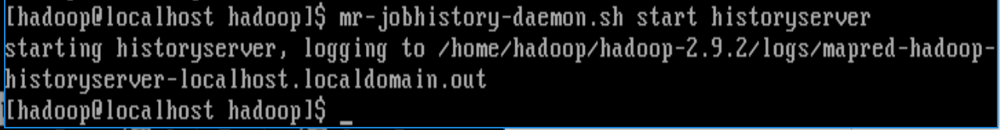 [hadoop@localhost hadoop]$ mr-jobhistory-daemon.sh start historyserver
starting historyserver, logging to /home/hadoop/hadoop-2.9.2/logs/mapred-hadoop-
historyserver-localhost.localdomain.out
[hadoop@localhost hadoop]$ _